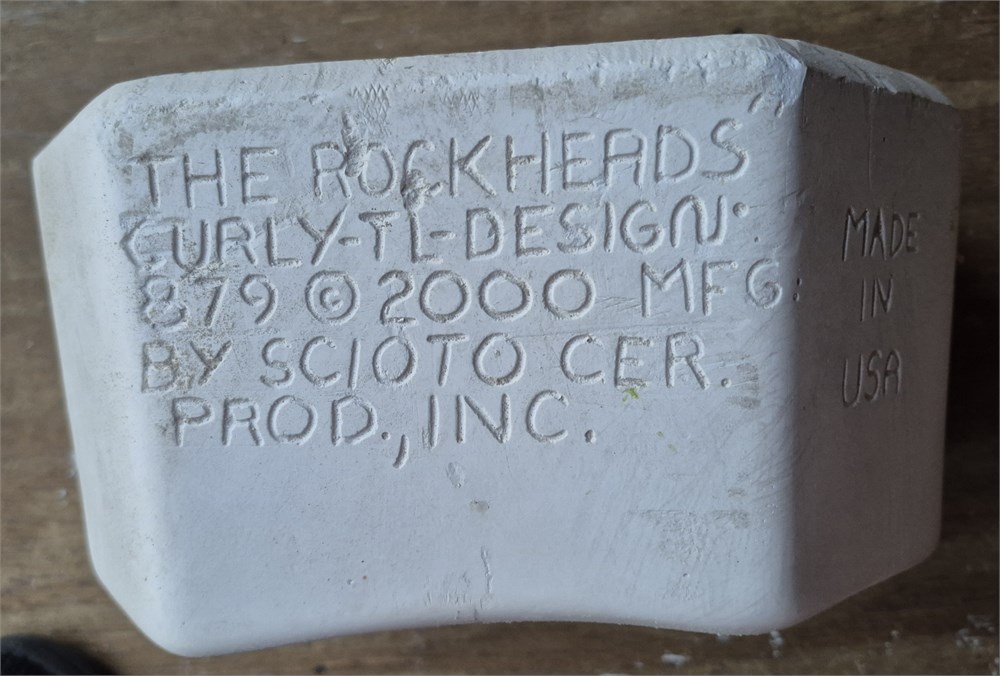 THE ROCKHEADS
CURLY-TL-DESIGN:
879 © 2000 MFG:
BY SCIOTO CER.
PROD., INC.
MADE
IN
USA